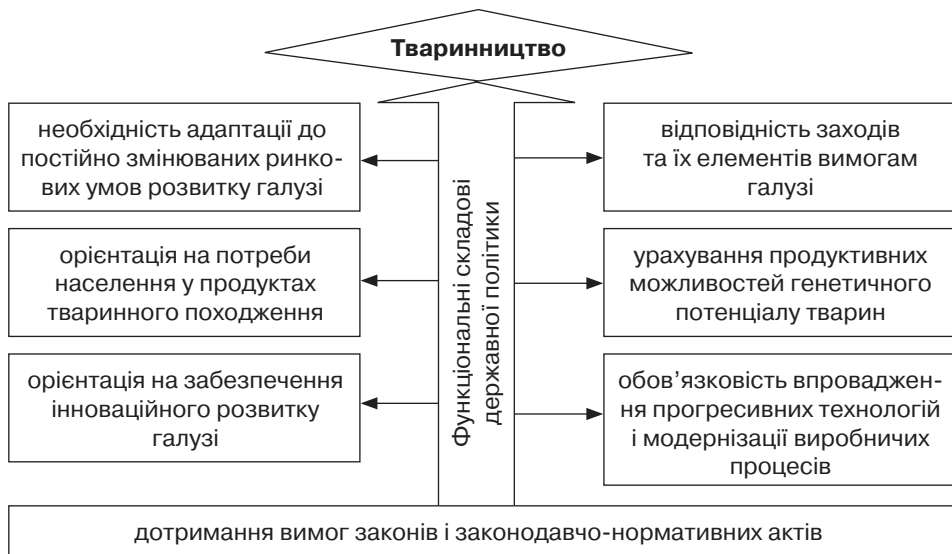 Тваринництво
необхідність адаптації до
постійно змінюваних ринко-
вих умов розвитку галузі
орієнтація на потреби
населення у продуктах
тваринного походження
орієнтація на забезпечення
інноваційного розвитку
галузі
Функціональні складові
державної політики
відповідність заходів
та їх елементів вимогам
галузі
урахування продуктивних
можливостей генетичного
потенціалу тварин
обов’язковість впроваджен-
ня прогресивних технологій
і модернізації виробничих
процесів
дотримання вимог законів і законодавчо-нормативних актів